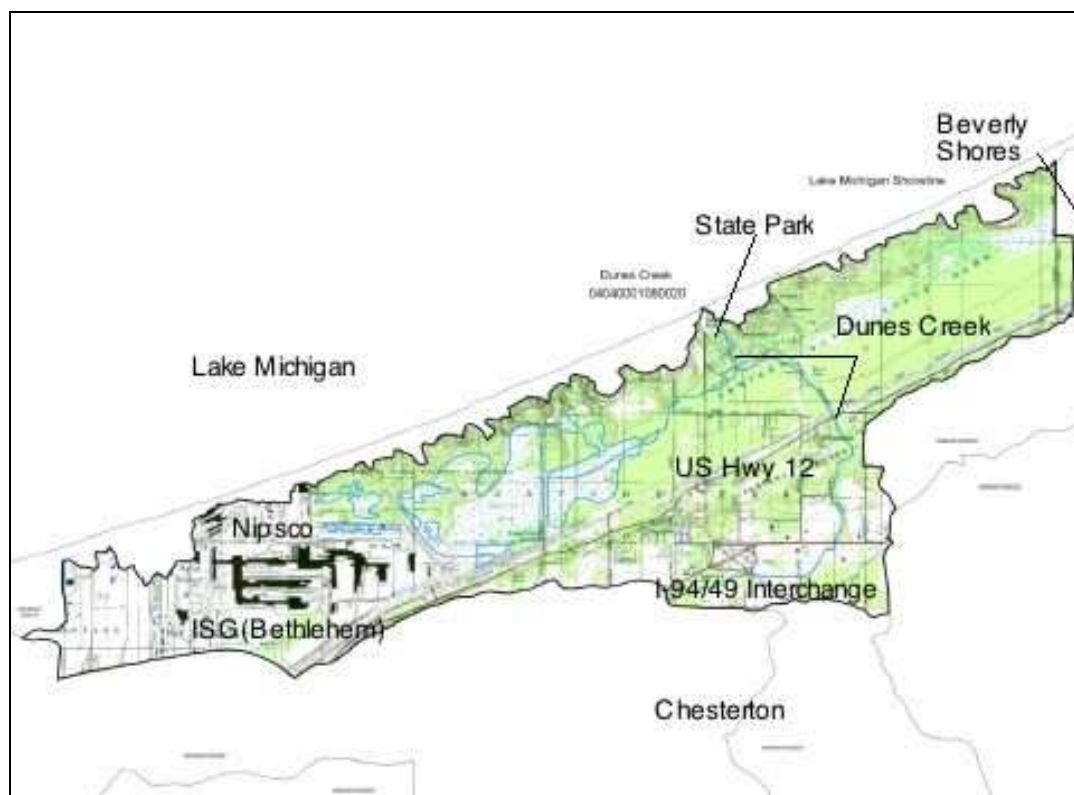 Beverly
Shores
Lake Michigan Shoreline
State Park
Dunes Creek
04040001080020
Dunes Creek
Lake Michigan
US Hwy 12
Nipsco
I-94/49 Interchange
ISG(Bethlehem)
Chesterton